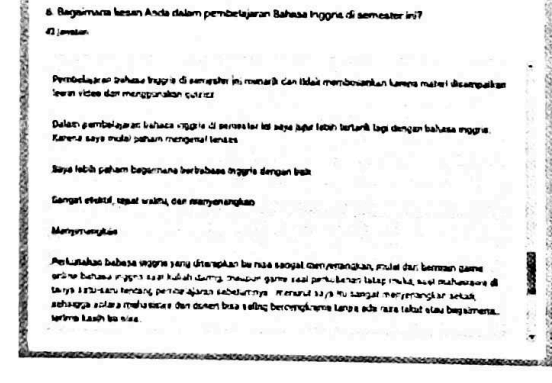 6. Bagaimana kesan Anda dalam pembelajaran Bahasa Inggris di semester ini?
42 jawaban
Pembelajaran bahasa Inggris di semester ini menarik dan tidak membosankan karena materi disampaikan
lewat video dan menggunakan quizizz
Dalam pembelajaran bahasa inggris di semester ini saya jujur lebih tertarik lagi dengan bahasa inggris.
Karena saya mulai paham mengenai tenses
Saya lebih paham bagaimana berbahasa inggris dengan baik
Sangat efektif, tepat waktu, dan menyenangkan
Menyenangkan
Perkuliahan bahasa inggris yang diterapkan bu nisa sangat menyenangkan, mulai dari bermain game
online bahasa inggris saat kuliah daring, maupun game saat perkuliahan tatap muka, saat mahasiswa di
tanya satu-satu tentang pembelajaran sebelumnya. menurut saya itu sangat menyenangkan sekali,
sehingga antara mahasiswa dan dosen bisa saling bercengkrama tanpa ada rasa takut atau bagaimana..
terima kasih bu nisa.